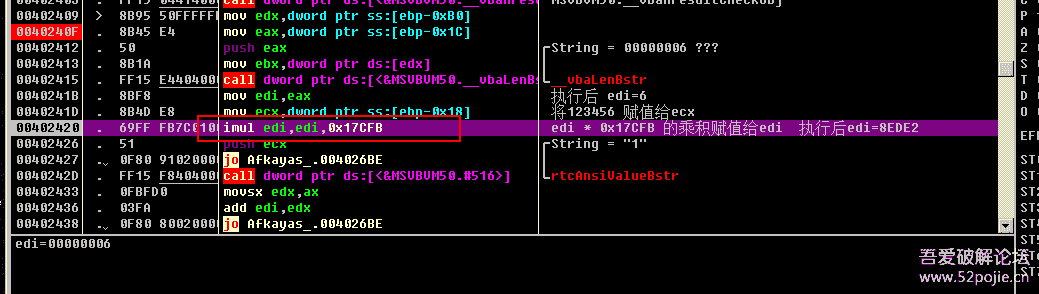 call dword ptr ds:[<&MSVBVM50.__vbaHresultCheckObj
00402409 > 8B95 50FFFFFF mov edx,dword ptr ss:[ebp-0xB0]
0040240F . 8B45 E4 mov eax,dword ptr ss:[ebp-0x1C]
00402412 . 50 push eax String = 00000006 ???
00402413 . 8B1A mov ebx,dword ptr ds:[edx]
00402415 . FF15 E4404000 call dword ptr ds:[<&MSVBVM50.__vbaLenBstr __vbaLenBstr
0040241B . 8BF8 mov edi,eax 执行后 edi=6
8B4D E8 mov ecx,dword ptr ss:[ebp-0x18] 将123456 赋值给ecx
00402420 . 69FF FB7C0100 imul edi,edi,0x17CFB edi * 0x17CFB 的乘积赋值给edi 执行后edi=8EDE2
00402426 . 51 push ecx String = "1"
00402427 . 0F80 91020000 jo Afkayas_.004026BE
0040242D . FF15 F8404000 call dword ptr ds:[<&MSVBVM50.#516>] rtcAnsiValueBstr
00402433 . 0FBFD0 movsx edx,ax
00402436 . 03FA add edi,edx
00402438 . 0F80 80020000 jo Afkayas_.004026BE
edi=00000006
吾爱破解论坛
www.52pojie.cn